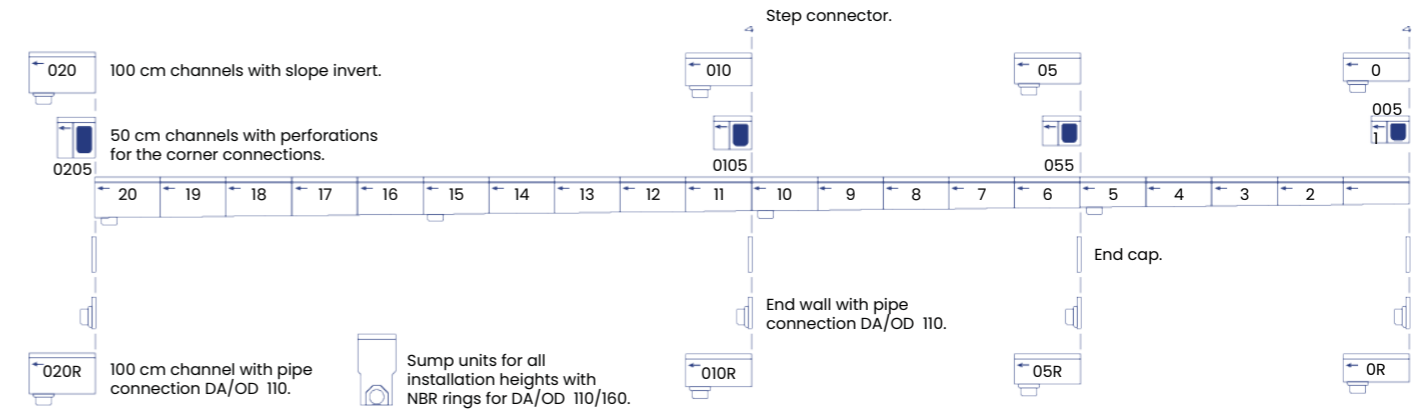 Step connector.
020
100 cm channels with slope invert.
010
05
0
50 cm channels with perforations
for the corner connections.
0205
0105
055
005
1
20 19 18 17 16 15 14 13 12 11 10 9 8 7 6 5 4 3 2
End cap.
End wall with pipe
connection DA/OD 110.
020R
100 cm channel with pipe
connection DA/OD 110.
Sump units for all
installation heights with
NBR rings for DA/OD 110/160.
010R
05R
0R